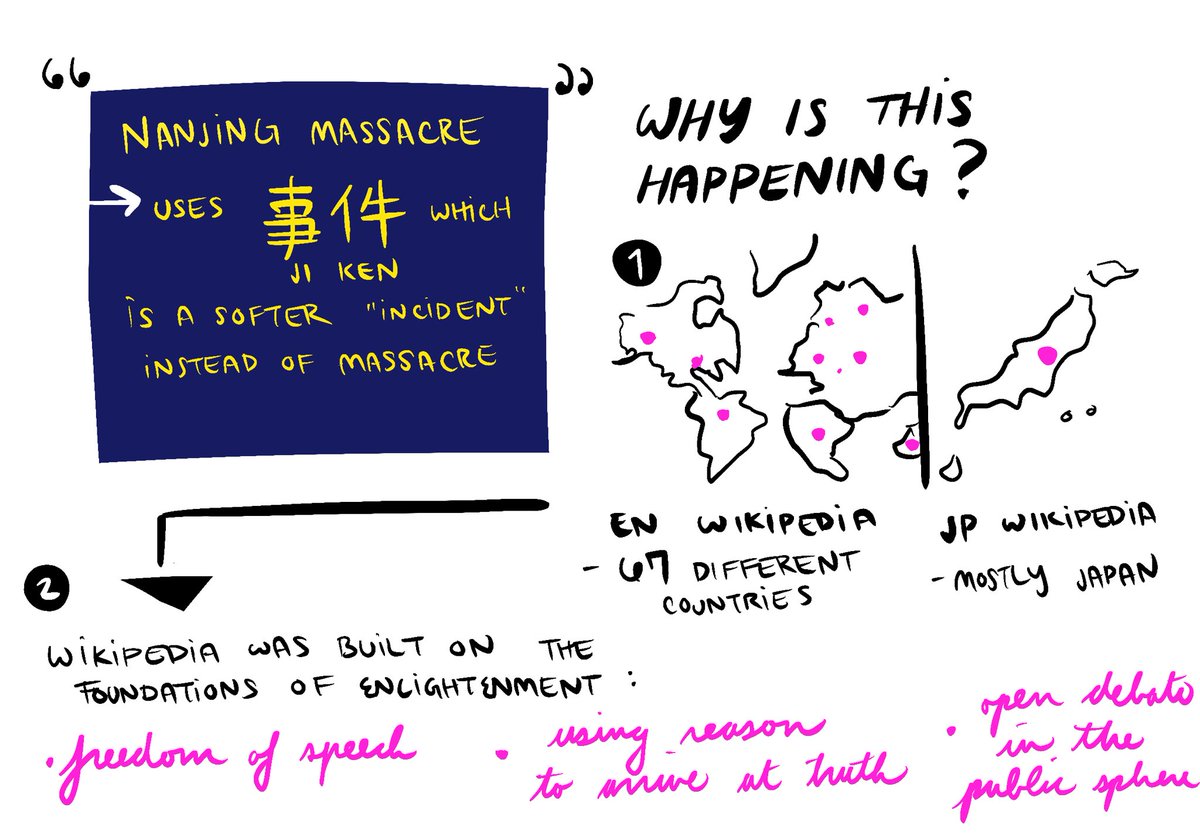 “
NANJING MASSACRE
USES 事件 WHICH
JI KEN
IS A SOFTER "INCIDENT"
INSTEAD OF MASSACRE
”
WHY IS THIS
HAPPENING?
1
EN WIKIPEDIA
- 67 DIFFERENT
COUNTRIES
JP WIKIPEDIA
- MOSTLY JAPAN
2
WIKIPEDIA WAS BUILT ON THE
FOUNDATIONS OF ENLIGHTENMENT:
• freedom of speech
• using reason
to arrive at truth
• open debate
in the
public sphere